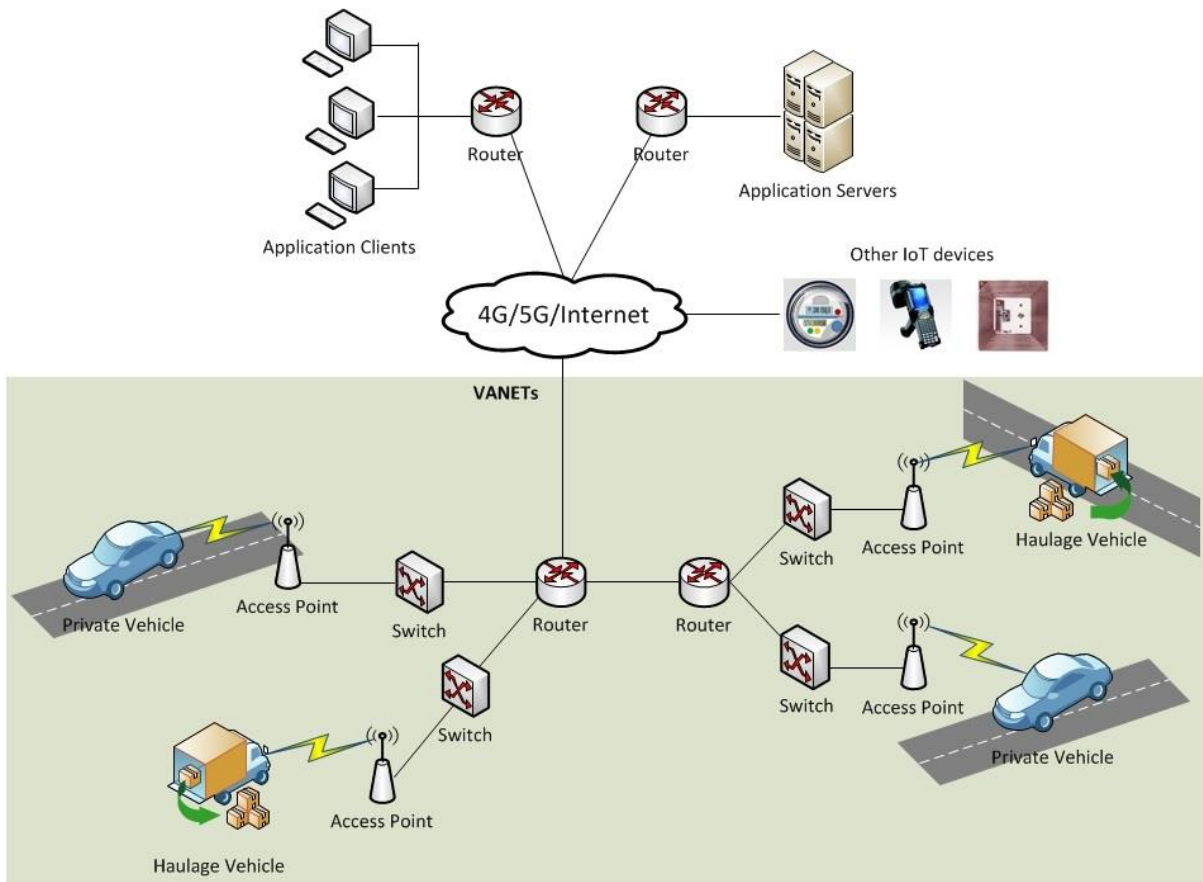 Router
Router
Application Servers
Application Clients
Other IoT devices
4G/5G/Internet
VANETs
Private Vehicle
Access Point
Switch
Router
Router
Switch
Access Point
Haulage Vehicle
Switch
Access Point
Private Vehicle
Switch
Access Point
Haulage Vehicle